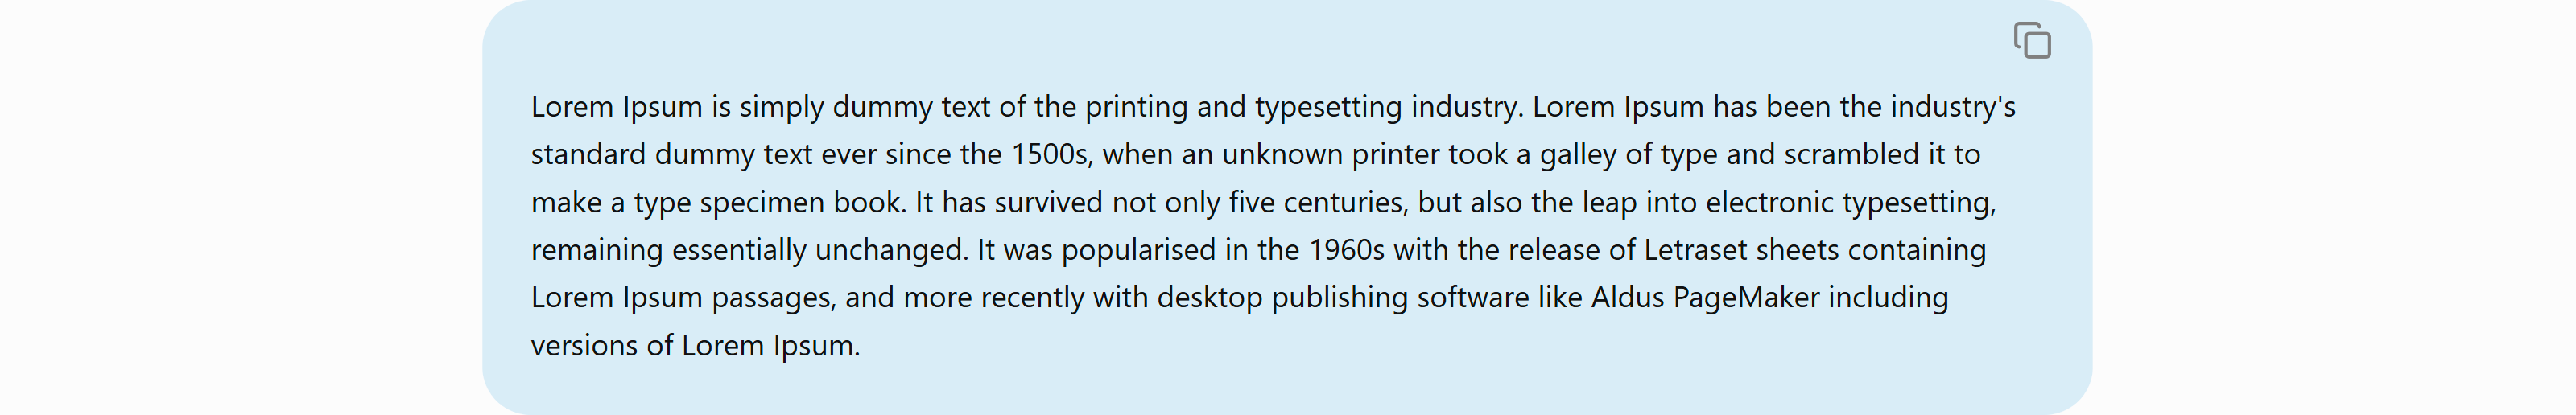 Lorem Ipsum is simply dummy text of the printing and typesetting industry. Lorem Ipsum has been the industry's
standard dummy text ever since the 1500s, when an unknown printer took a galley of type and scrambled it to
make a type specimen book. It has survived not only five centuries, but also the leap into electronic typesetting,
remaining essentially unchanged. It was popularised in the 1960s with the release of Letraset sheets containing
Lorem Ipsum passages, and more recently with desktop publishing software like Aldus PageMaker including
versions of Lorem Ipsum.